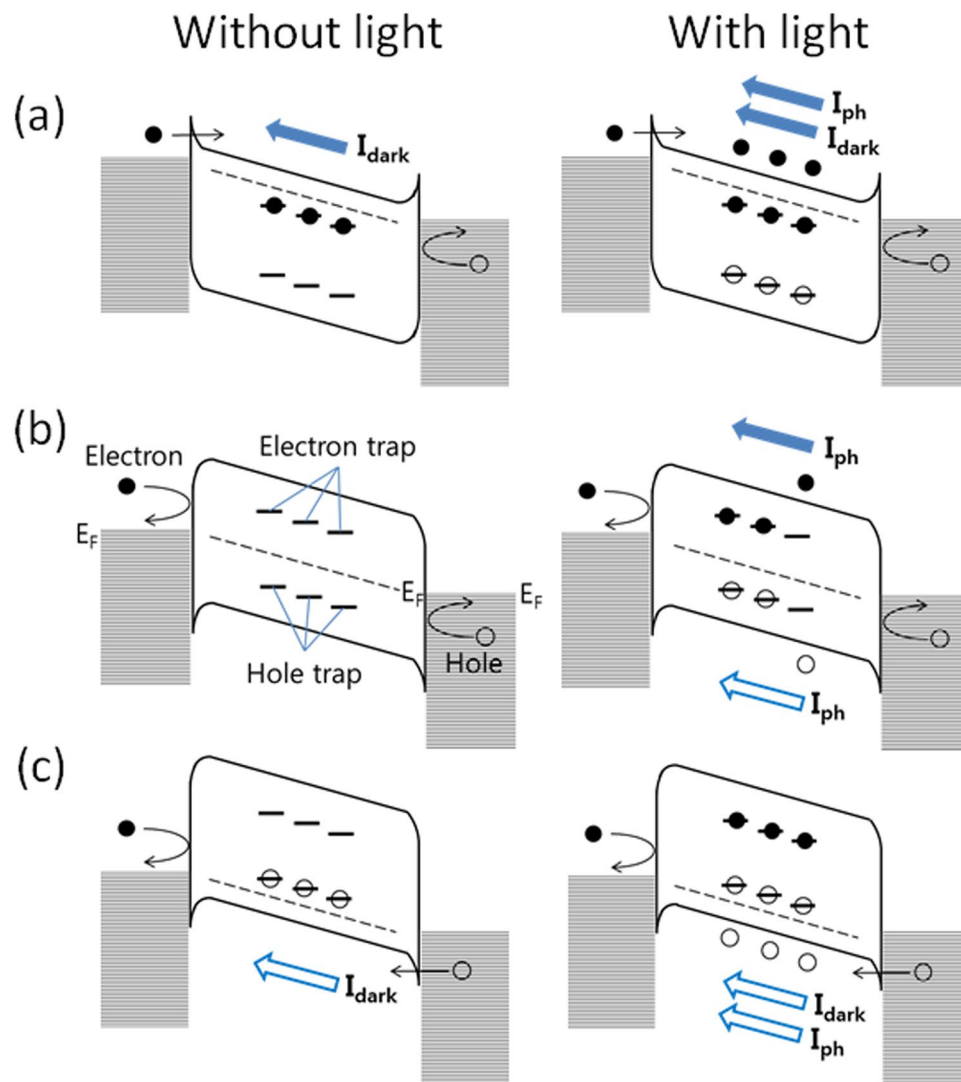 Without light
With light
(a)
I_dark
I_ph
I_dark
(b)
Electron
Electron trap
E_F
E_F
E_F
Hole trap
Hole
I_ph
I_ph
(c)
I_dark
I_dark
I_ph